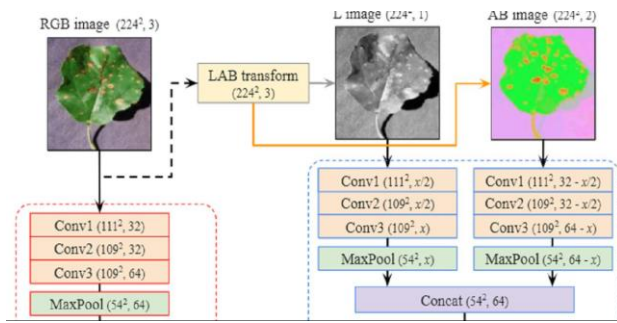 RGB image (224², 3)
L image (224², 1)
AB image (224², 2)
LAB transform
(224², 3)
Conv1 (111², 32)
Conv2 (109², 32)
Conv3 (109², 64)
MaxPool (54², 64)
Conv1 (111², x/2)
Conv2 (109², x/2)
Conv3 (109², x)
MaxPool (54², x)
Conv1 (111², 32 - x/2)
Conv2 (109², 32 - x/2)
Conv3 (109², 64 - x)
MaxPool (54², 64 - x)
Concat (54², 64)